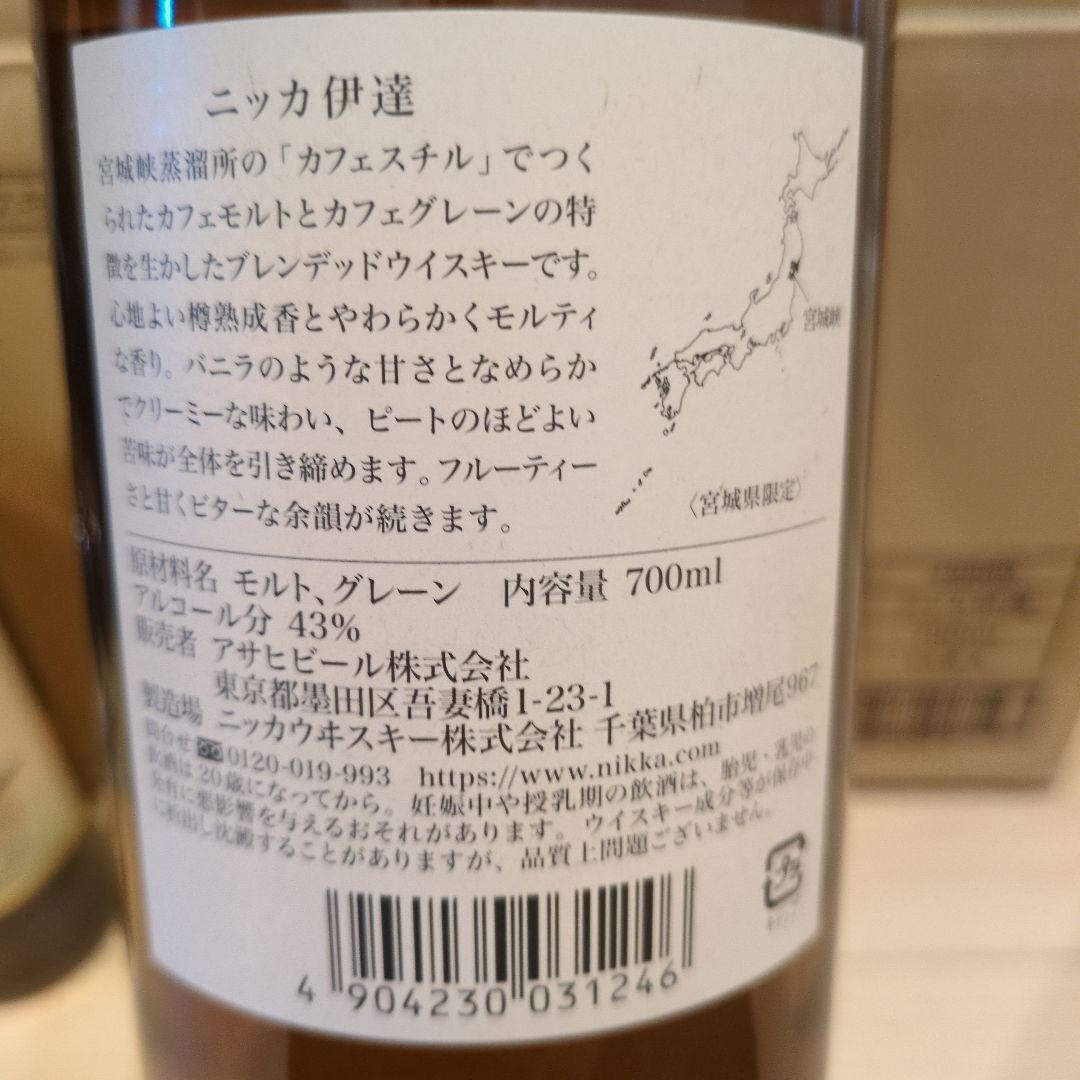 ニッカ伊達
宮城峡蒸溜所の「カフェスチル」でつく
られたカフェモルトとカフェグレーンの特
徴を生かしたブレンデッドウイスキーです。
心地よい樽熟成香とやわらかくモルティ
な香り。バニラのような甘さとなめらか
でクリーミーな味わい、ピートのほどよい
苦味が全体を引き締めます。フルーティー
さと甘くビターな余韻が続きます。
宮城峡
〈宮城県限定〉
原材料名 モルト、グレーン 内容量 700ml
アルコール分 43%
販売者 アサヒビール株式会社
東京都墨田区吾妻橋1-23-1
製造場 ニッカウヰスキー株式会社 千葉県柏市増尾967
問合せ 0120-019-993 https://www.nikka.com
飲酒は20歳になってから。妊娠中や授乳期の飲酒は、胎児・乳児の
発育に悪影響を与えるおそれがあります。ウイスキー成分等が保存中
に析出し沈澱することがありますが、品質上問題ございません。
4 904230 031246